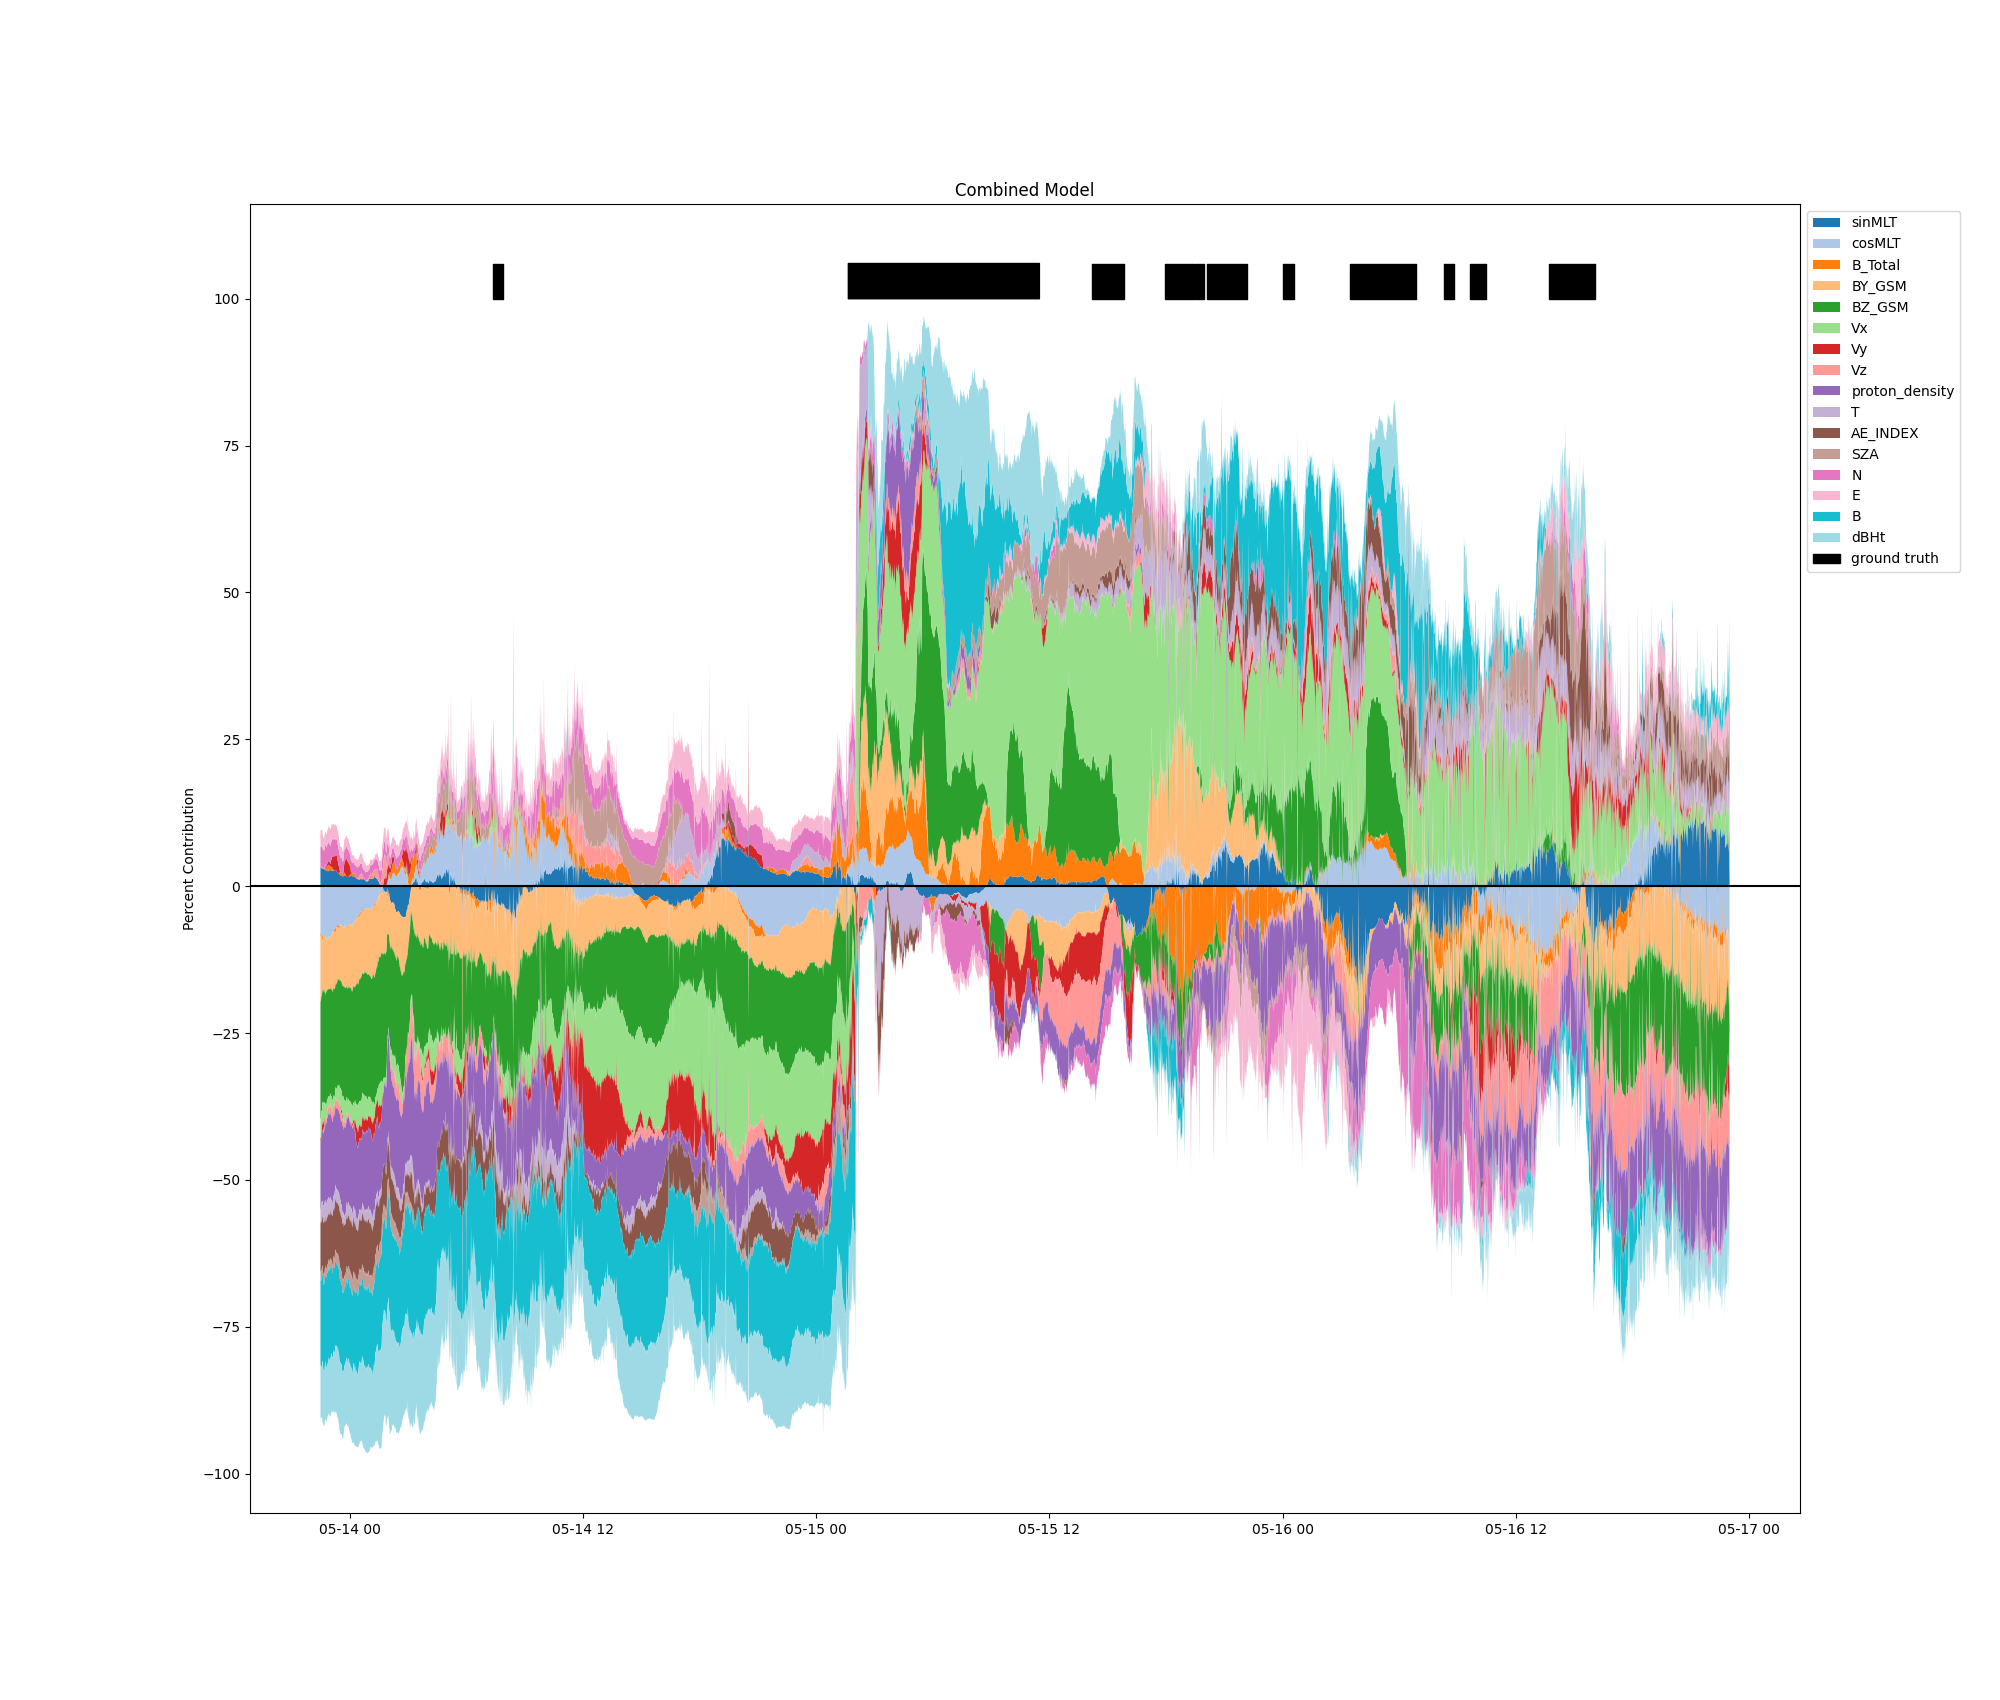 Combined Model
Percent Contribution
100
75
50
25
0
−25
−50
−75
−100
05-14 00
05-14 12
05-15 00
05-15 12
05-16 00
05-16 12
05-17 00
sinMLT
cosMLT
B_Total
BY_GSM
BZ_GSM
Vx
Vy
Vz
proton_density
T
AE_INDEX
SZA
N
E
B
dBHt
ground truth